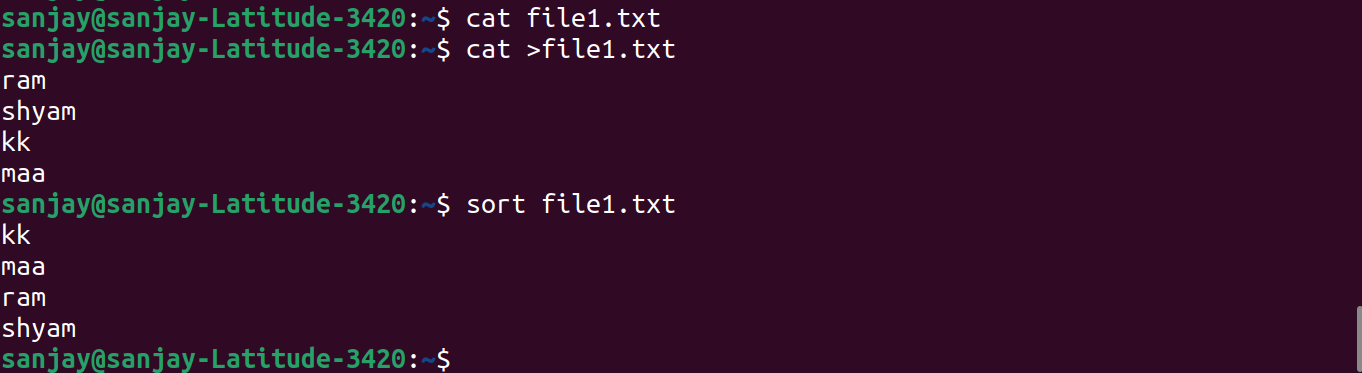 sanjay@sanjay-Latitude-3420:~$ cat file1.txt
sanjay@sanjay-Latitude-3420:~$ cat >file1.txt
ram
shyam
kk
maa
sanjay@sanjay-Latitude-3420:~$ sort file1.txt
kk
maa
ram
shyam
sanjay@sanjay-Latitude-3420:~$